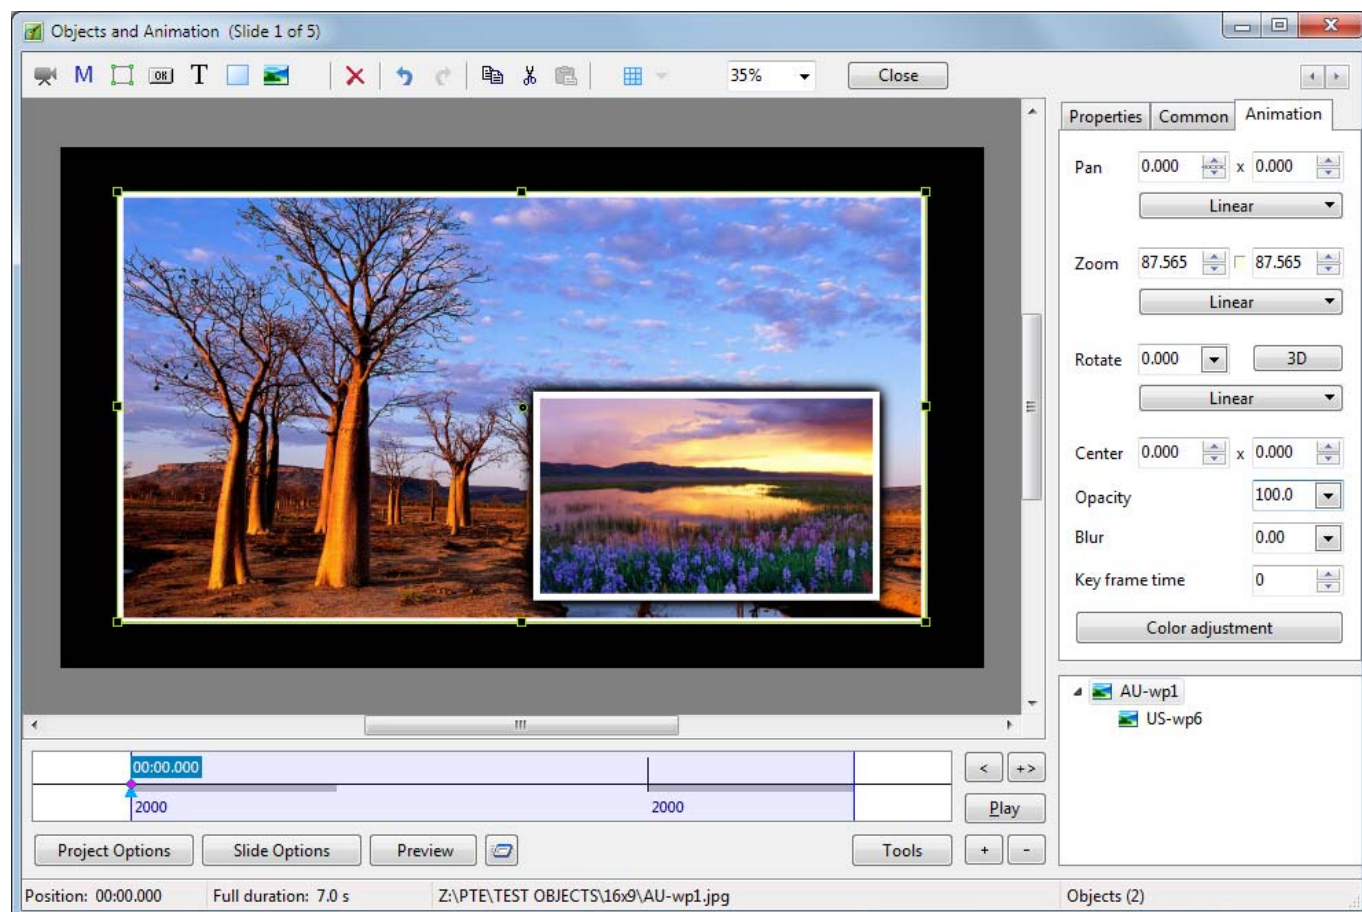 Objects and Animation (Slide 1 of 5)
M OK T 35% Close
Properties Common Animation
Pan 0.000 x 0.000
Linear
Zoom 87.565 87.565
Linear
Rotate 0.000 3D
Linear
Center 0.000 x 0.000
Opacity 100.0
Blur 0.00
Key frame time 0
Color adjustment
AU-wp1
US-wp6
00:00.000
2000 2000
< +>
Play
Project Options Slide Options Preview Tools + -
Position: 00:00.000 Full duration: 7.0 s Z:\PTE\TEST OBJECTS\16x9\AU-wp1.jpg Objects (2)